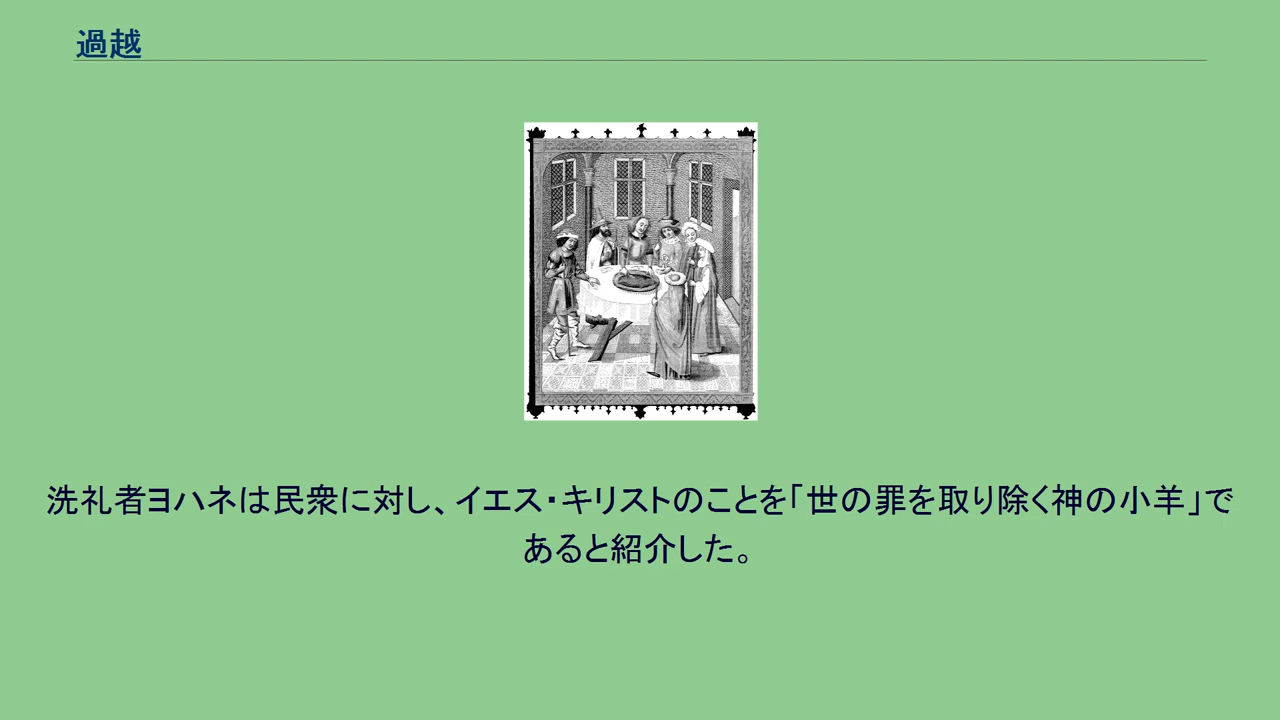 過越
洗礼者ヨハネは民衆に対し、イエス・キリストのことを「世の罪を取り除く神の小羊」で
あると紹介した。